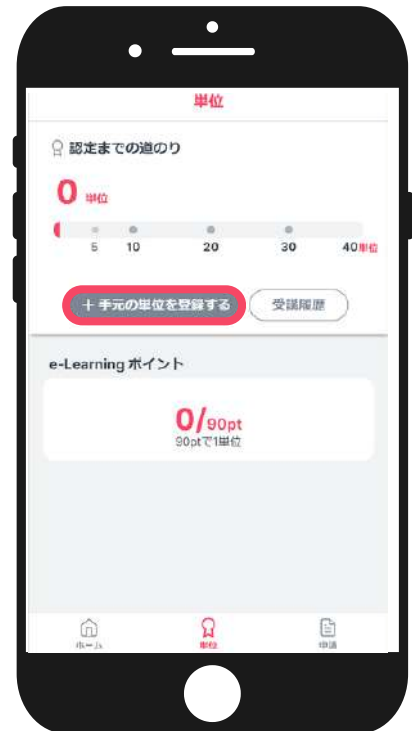 単位
認定までの道のり
0 単位
5 10 20 30 40単位
＋ 手元の単位を登録する 受講履歴
e-Learning ポイント
0/90pt
90ptで1単位
ホーム 単位 申請